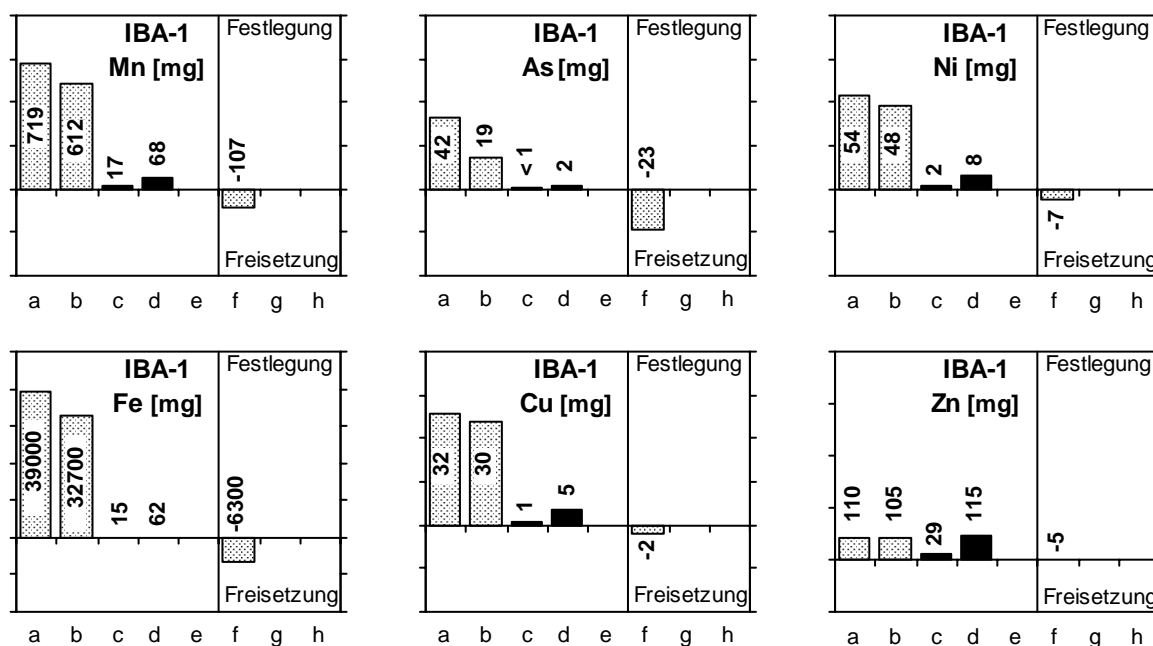 IBA-1
Mn [mg]
Festlegung
719
612
17
68
-107
Freisetzung
a b c d e f g h
IBA-1
As [mg]
Festlegung
42
19
< 1
2
-23
Freisetzung
a b c d e f g h
IBA-1
Ni [mg]
Festlegung
54
48
2
8
-7
Freisetzung
a b c d e f g h
IBA-1
Fe [mg]
Festlegung
39000
32700
15
62
-6300
Freisetzung
a b c d e f g h
IBA-1
Cu [mg]
Festlegung
32
30
1
5
-2
Freisetzung
a b c d e f g h
IBA-1
Zn [mg]
Festlegung
110
105
29
115
-5
Freisetzung
a b c d e f g h